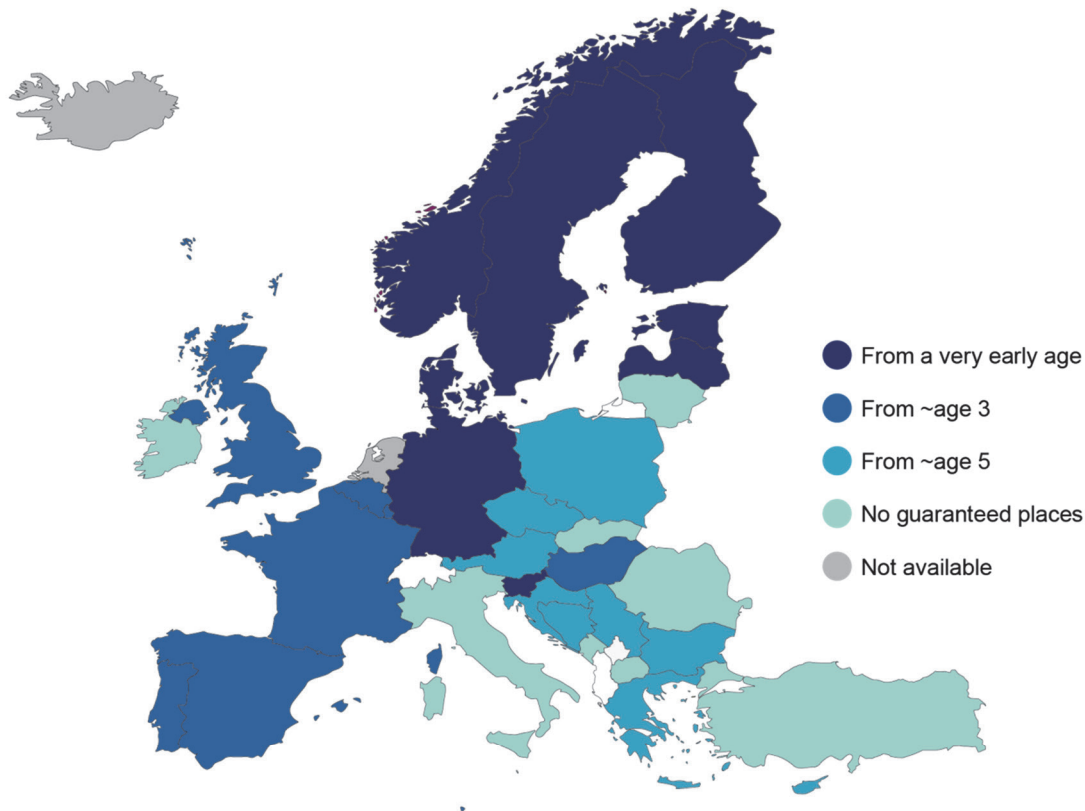 From a very early age
From ~age 3
From ~age 5
No guaranteed places
Not available